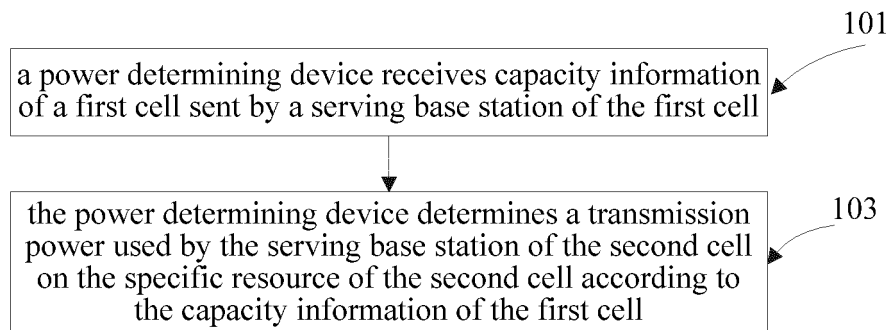 101
a power determining device receives capacity information
of a first cell sent by a serving base station of the first cell
103
the power determining device determines a transmission
power used by the serving base station of the second cell
on the specific resource of the second cell according to
the capacity information of the first cell